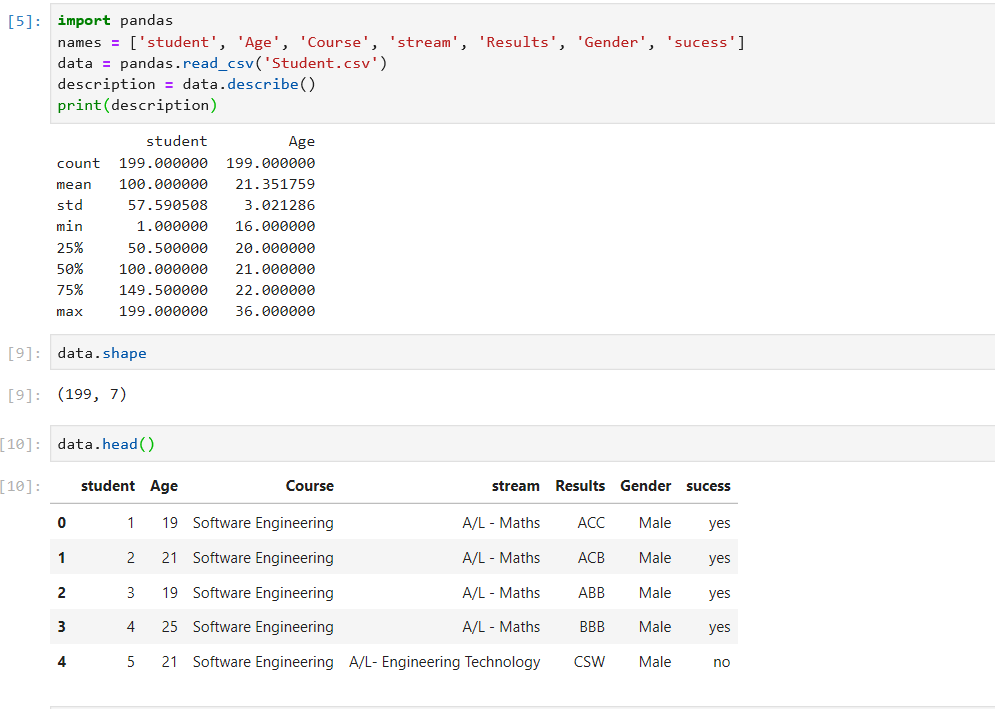 [5]: import pandas
names = ['student', 'Age', 'Course', 'stream', 'Results', 'Gender', 'sucess']
data = pandas.read_csv('Student.csv')
description = data.describe()
print(description)
student Age
count 199.000000 199.000000
mean 100.000000 21.351759
std 57.590508 3.021286
min 1.000000 16.000000
25% 50.500000 20.000000
50% 100.000000 21.000000
75% 149.500000 22.000000
max 199.000000 36.000000
[9]: data.shape
[9]: (199, 7)
[10]: data.head()
[10]: student Age Course stream Results Gender sucess
0 1 19 Software Engineering A/L - Maths ACC Male yes
1 2 21 Software Engineering A/L - Maths ACB Male yes
2 3 19 Software Engineering A/L - Maths ABB Male yes
3 4 25 Software Engineering A/L - Maths BBB Male yes
4 5 21 Software Engineering A/L- Engineering Technology CSW Male no